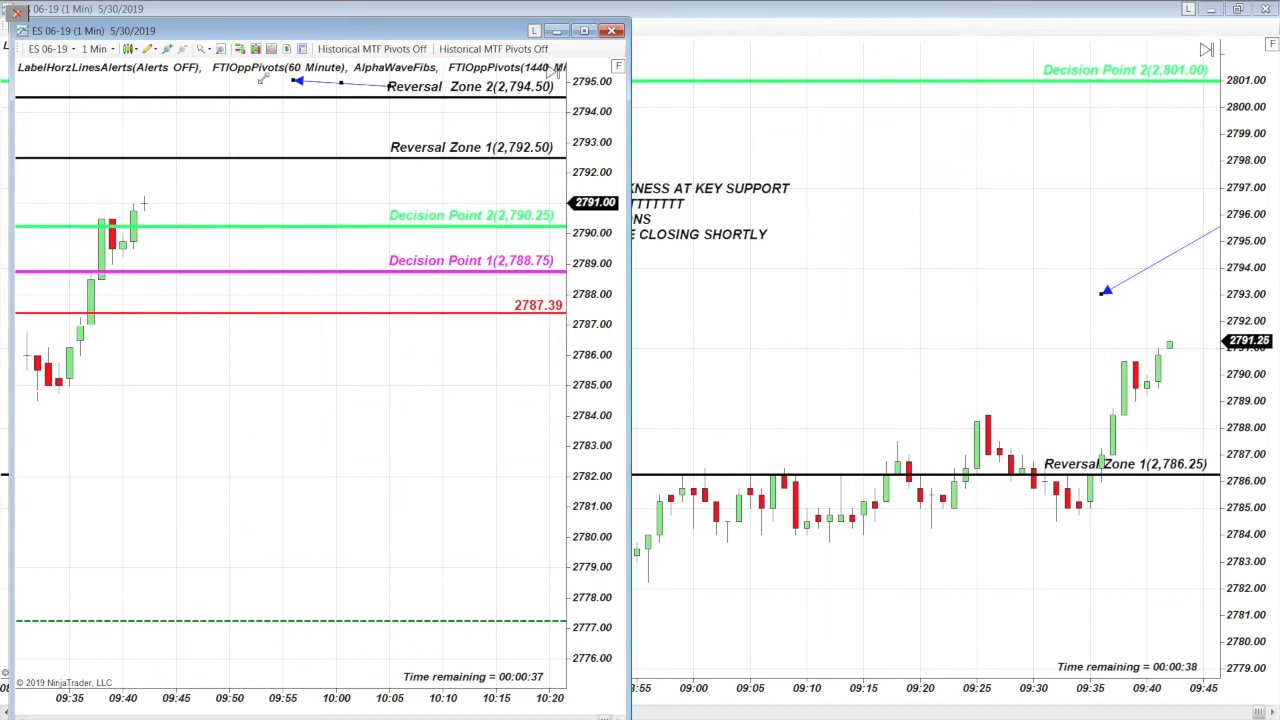 ES 06-19 (1 Min) 5/30/2019
L
ES 06-19 (1 Min) 5/30/2019
L
ES 06-19 1 Min Historical MTF Pivots Off Historical MTF Pivots Off
F
LabelHorzLinesAlerts(Alerts OFF), FTIOppPivots(60 Minute), AlphaWaveFibs, FTIOppPivots(1440 Mi
F
Reversal Zone 2(2,794.50)
Reversal Zone 1(2,792.50)
Decision Point 2(2,790.25)
Decision Point 1(2,788.75)
2787.39
2795.00
2794.00
2793.00
2792.00
2791.00
2790.00
2789.00
2788.00
2787.00
2786.00
2785.00
2784.00
2783.00
2782.00
2781.00
2780.00
2779.00
2778.00
2777.00
2776.00
Time remaining = 00:00:37
© 2019 NinjaTrader, LLC
09:35 09:40 09:45 09:50 09:55 10:00 10:05 10:10 10:15 10:20
Decision Point 2(2,801.00)
KNESS AT KEY SUPPORT
TTTTTTT
NS
E CLOSING SHORTLY
Reversal Zone 1(2,786.25)
2801.00
2800.00
2799.00
2798.00
2797.00
2796.00
2795.00
2794.00
2793.00
2792.00
2791.25
2790.00
2789.00
2788.00
2787.00
2786.00
2785.00
2784.00
2783.00
2782.00
2781.00
2780.00
2779.00
Time remaining = 00:00:38
:55 09:00 09:05 09:10 09:15 09:20 09:25 09:30 09:35 09:40 09:45